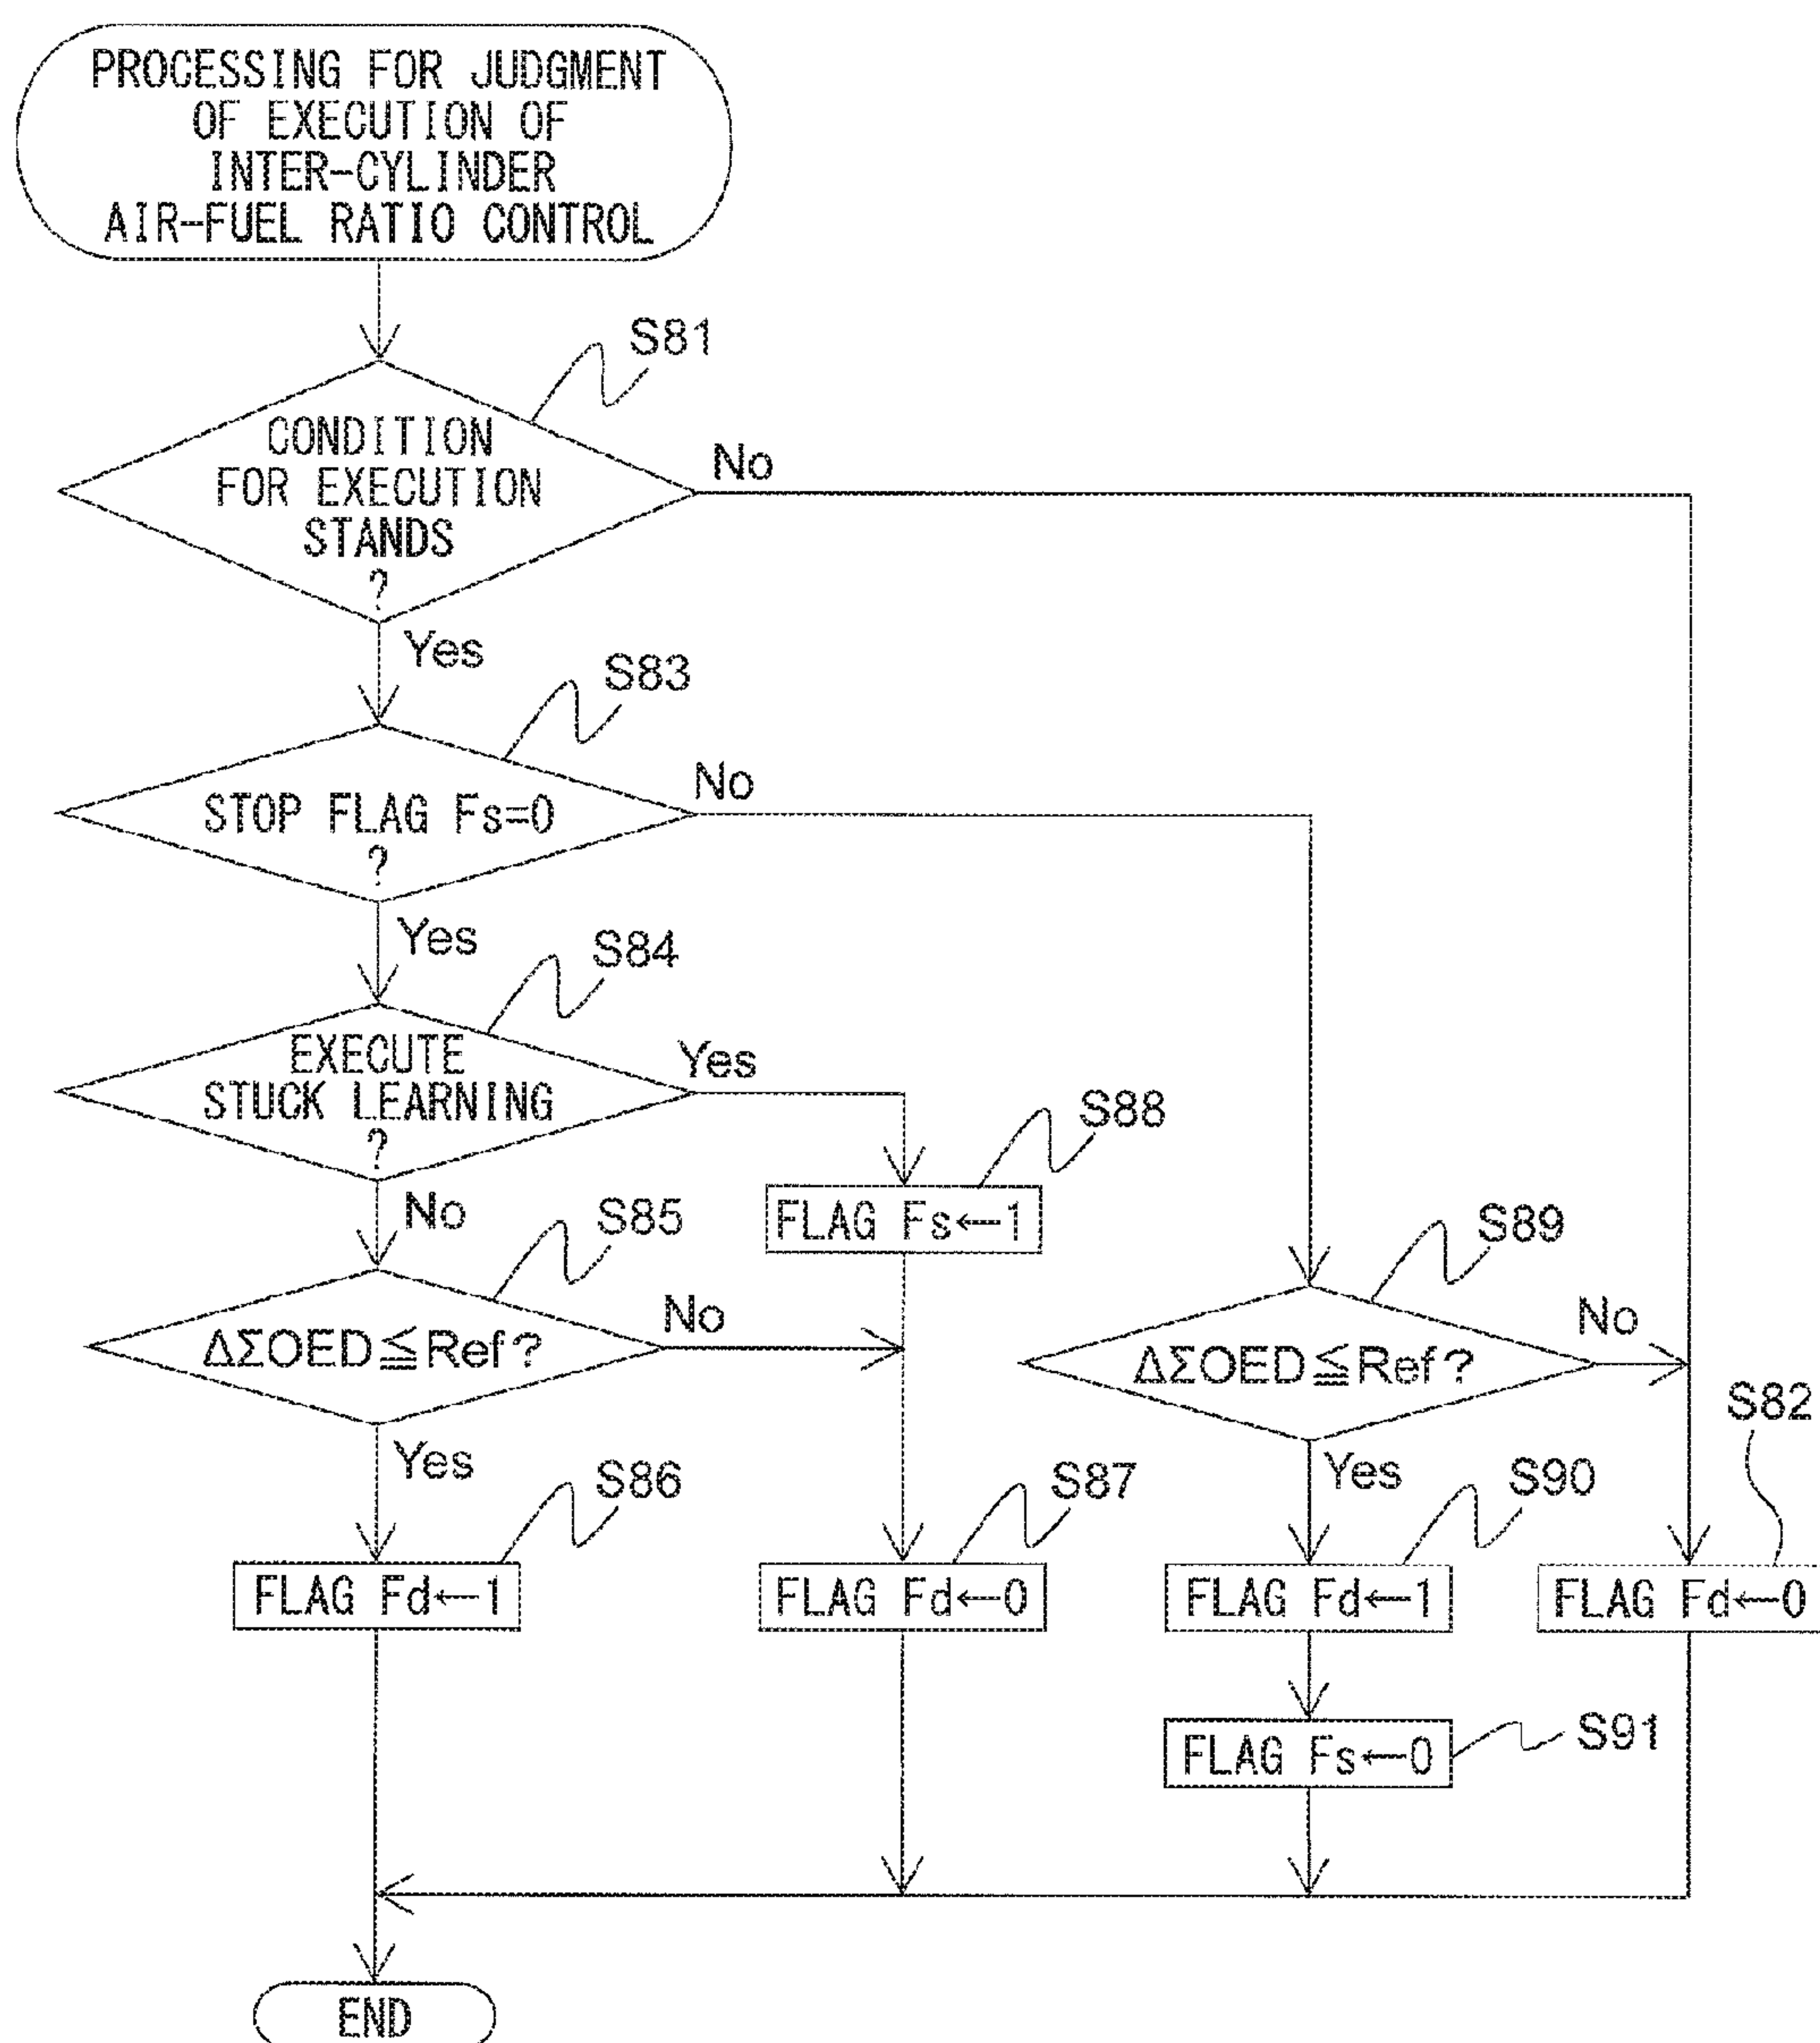 PROCESSING FOR JUDGMENT
OF EXECUTION OF
INTER-CYLINDER
AIR-FUEL RATIO CONTROL
S81
CONDITION
FOR EXECUTION
STANDS
?
No
Yes
S83
STOP FLAG Fs=0
?
No
Yes
S84
EXECUTE
STUCK LEARNING
?
Yes
No
S88
FLAG Fs←1
S85
ΔΣOED≦Ref?
No
Yes
S89
ΔΣOED≦Ref?
No
Yes
S86
FLAG Fd←1
S87
FLAG Fd←0
S90
FLAG Fd←1
S82
FLAG Fd←0
S91
FLAG Fs←0
END